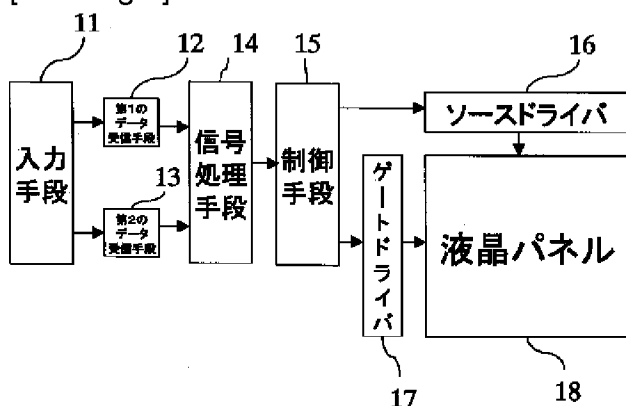 11
12
14
15
16
入力
手段
第1の
データ
受信手段
13
第2の
データ
受信手段
信号
処理
手段
制御
手段
ソースドライバ
ゲートドライバ
液晶パネル
17
18